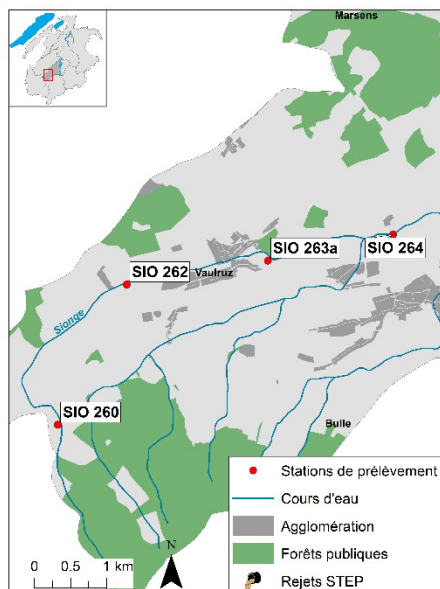 Marsens
SIO 263a
SIO 264
SIO 262
Vaulruz
Sionge
SIO 260
Bulle
Stations de prélèvement
Cours d'eau
Agglomération
Forêts publiques
Rejets STEP
N
0 0.5 1 km